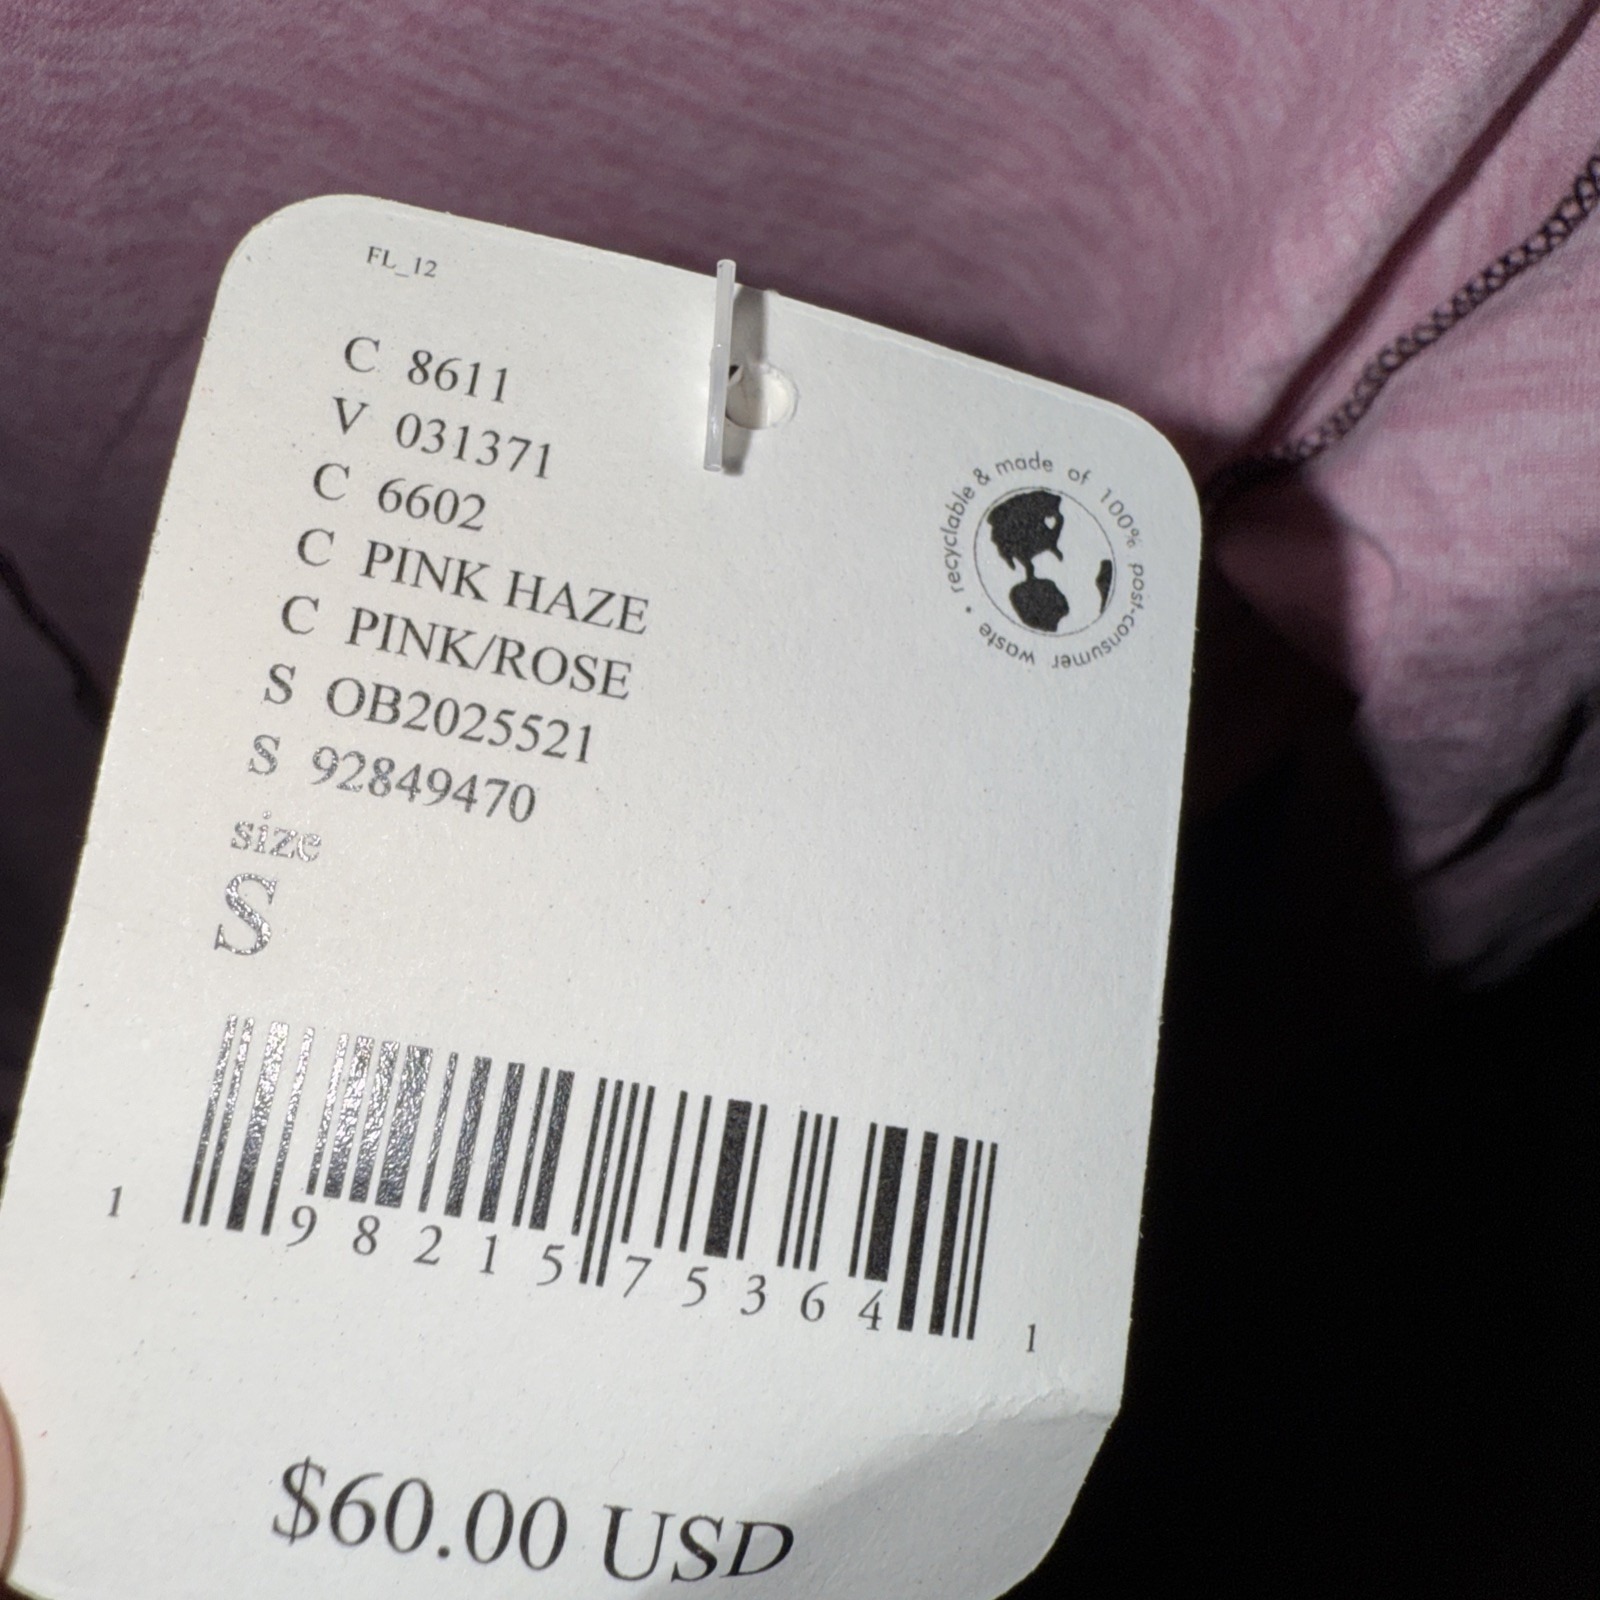 FL_12
C 8611
V 031371
C 6602
C PINK HAZE
C PINK/ROSE
S OB2025521
S 92849470
size
S
recyclable & made of 100% post-consumer waste •
1 98215 75364 1
$60.00 USD